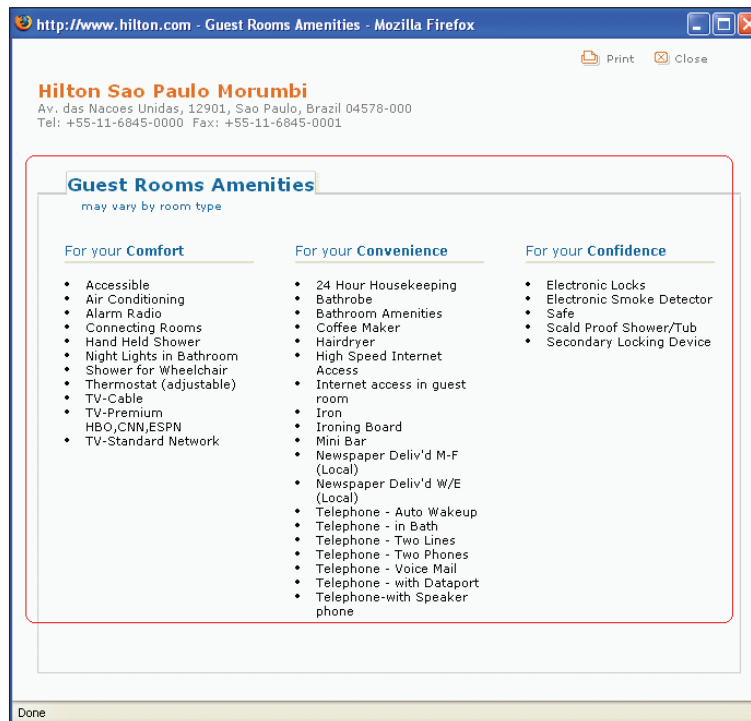 http://www.hilton.com - Guest Rooms Amenities - Mozilla Firefox
Print Close
Hilton Sao Paulo Morumbi
Av. das Nacoes Unidas, 12901, Sao Paulo, Brazil 04578-000
Tel: +55-11-6845-0000 Fax: +55-11-6845-0001
Guest Rooms Amenities
may vary by room type
For your Comfort
• Accessible
• Air Conditioning
• Alarm Radio
• Connecting Rooms
• Hand Held Shower
• Night Lights in Bathroom
• Shower for Wheelchair
• Thermostat (adjustable)
• TV-Cable
• TV-Premium
HBO,CNN,ESPN
• TV-Standard Network
For your Convenience
• 24 Hour Housekeeping
• Bathrobe
• Bathroom Amenities
• Coffee Maker
• Hairdryer
• High Speed Internet
Access
• Internet access in guest
room
• Iron
• Ironing Board
• Mini Bar
• Newspaper Deliv'd M-F
(Local)
• Newspaper Deliv'd W/E
(Local)
• Telephone - Auto Wakeup
• Telephone - in Bath
• Telephone - Two Lines
• Telephone - Two Phones
• Telephone - Voice Mail
• Telephone - with Dataport
• Telephone-with Speaker
phone
For your Confidence
• Electronic Locks
• Electronic Smoke Detector
• Safe
• Scald Proof Shower/Tub
• Secondary Locking Device
Done